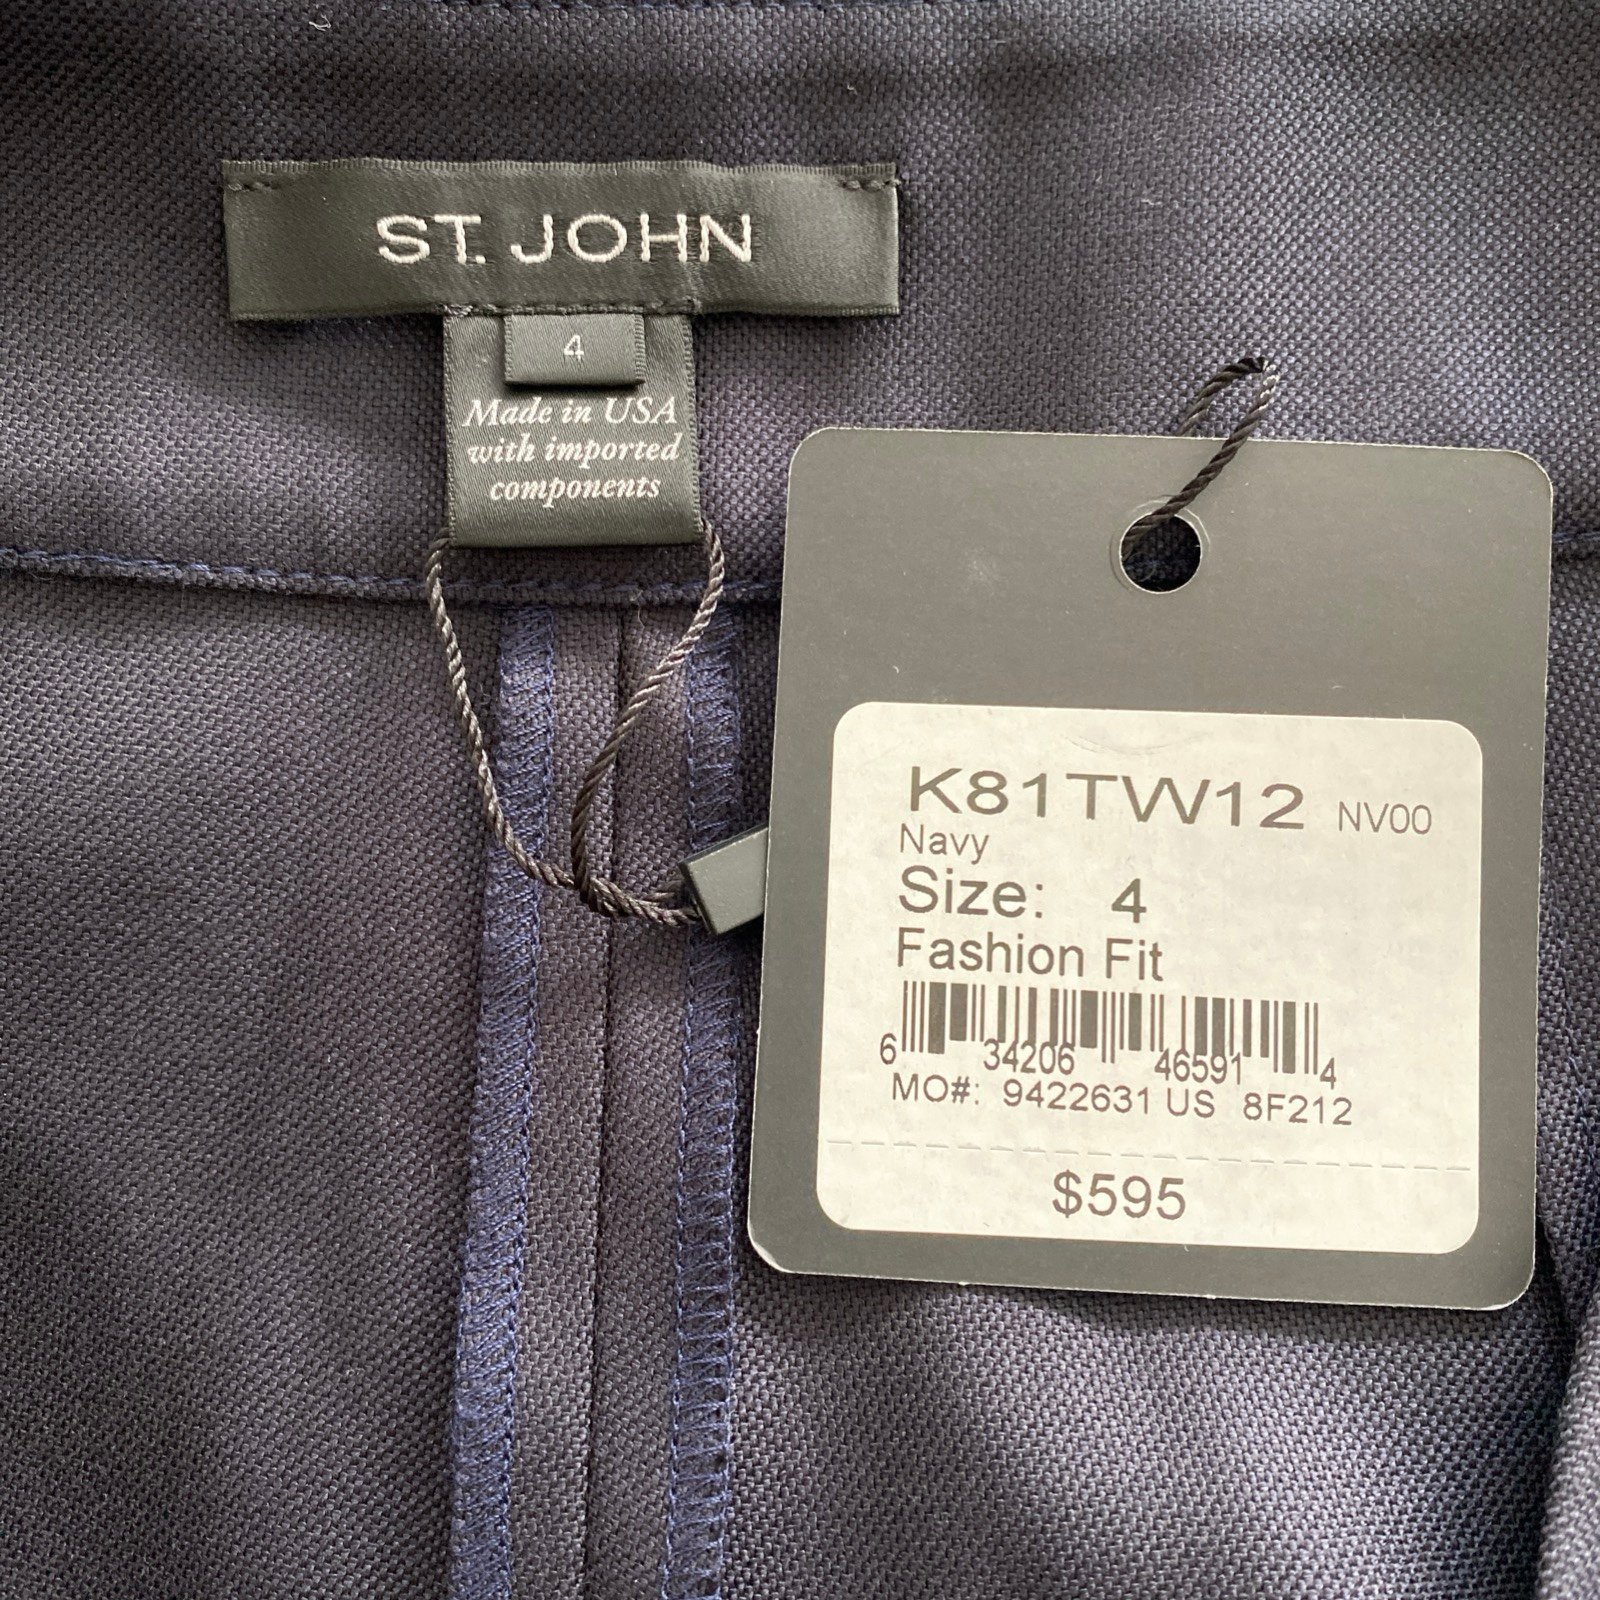 ST. JOHN
4
Made in USA
with imported
components
K81TW12 NV00
Navy
Size: 4
Fashion Fit
6 34206 46591 4
MO#: 9422631 US 8F212
$595